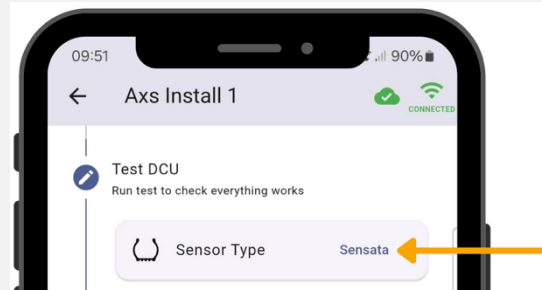 09:51
90%
Axs Install 1
CONNECTED
Test DCU
Run test to check everything works
Sensor Type
Sensata